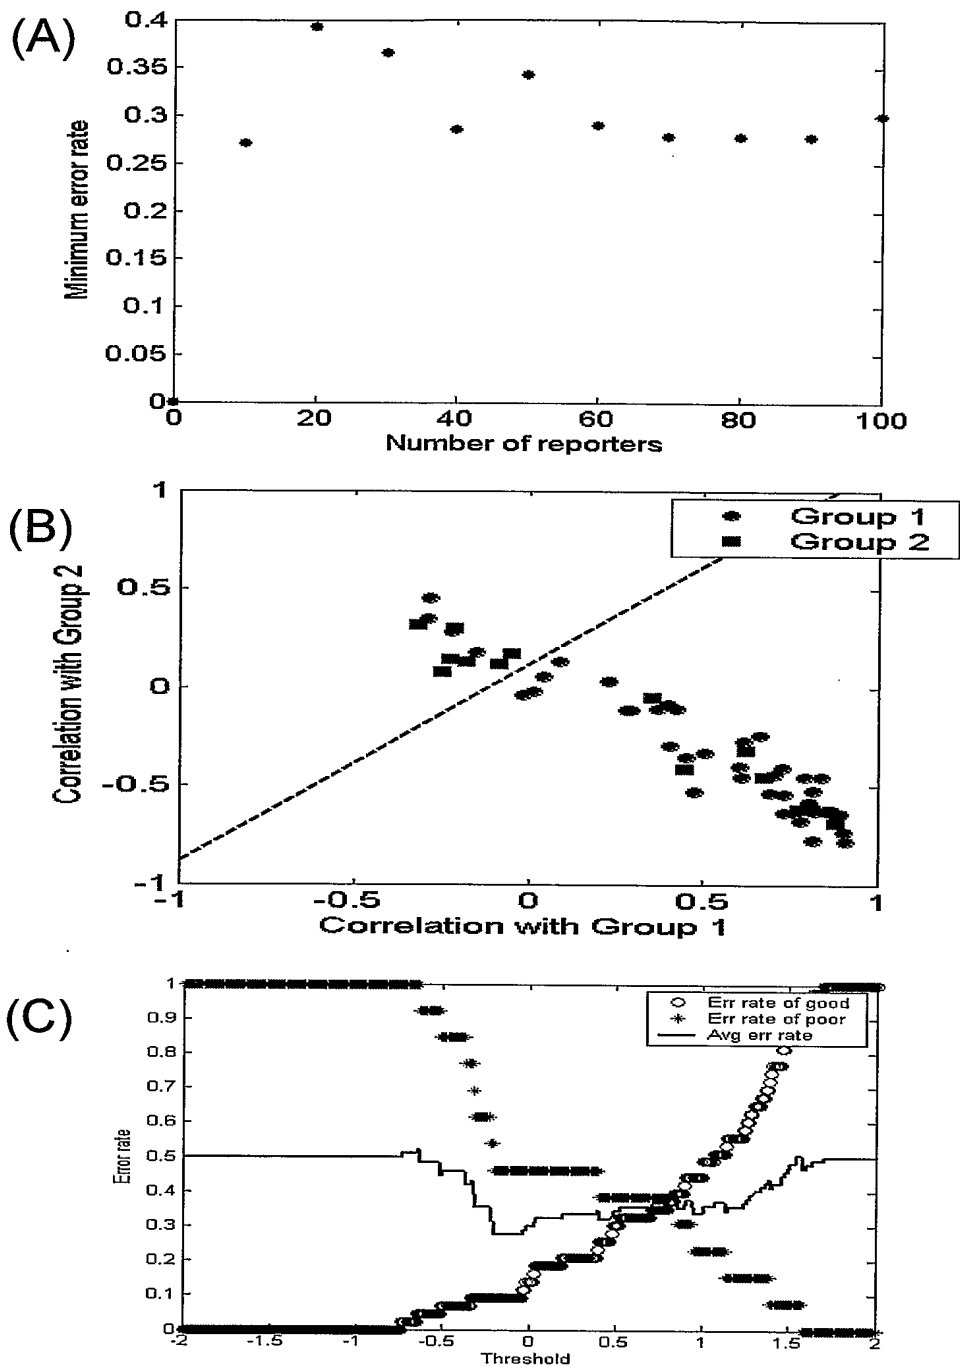 (A)
0.4
0.35
0.3
0.25
0.2
0.15
0.1
0.05
0
Minimum error rate
0 20 40 60 80 100
Number of reporters
(B)
1
0.5
0
-0.5
-1
Correlation with Group 2
Group 1
Group 2
-1 -0.5 0 0.5 1
Correlation with Group 1
(C)
1
0.9
0.8
0.7
0.6
0.5
0.4
0.3
0.2
0.1
0
Error rate
Err rate of good
Err rate of poor
Avg err rate
-2 -1.5 -1 -0.5 0 0.5 1 1.5 2
Threshold